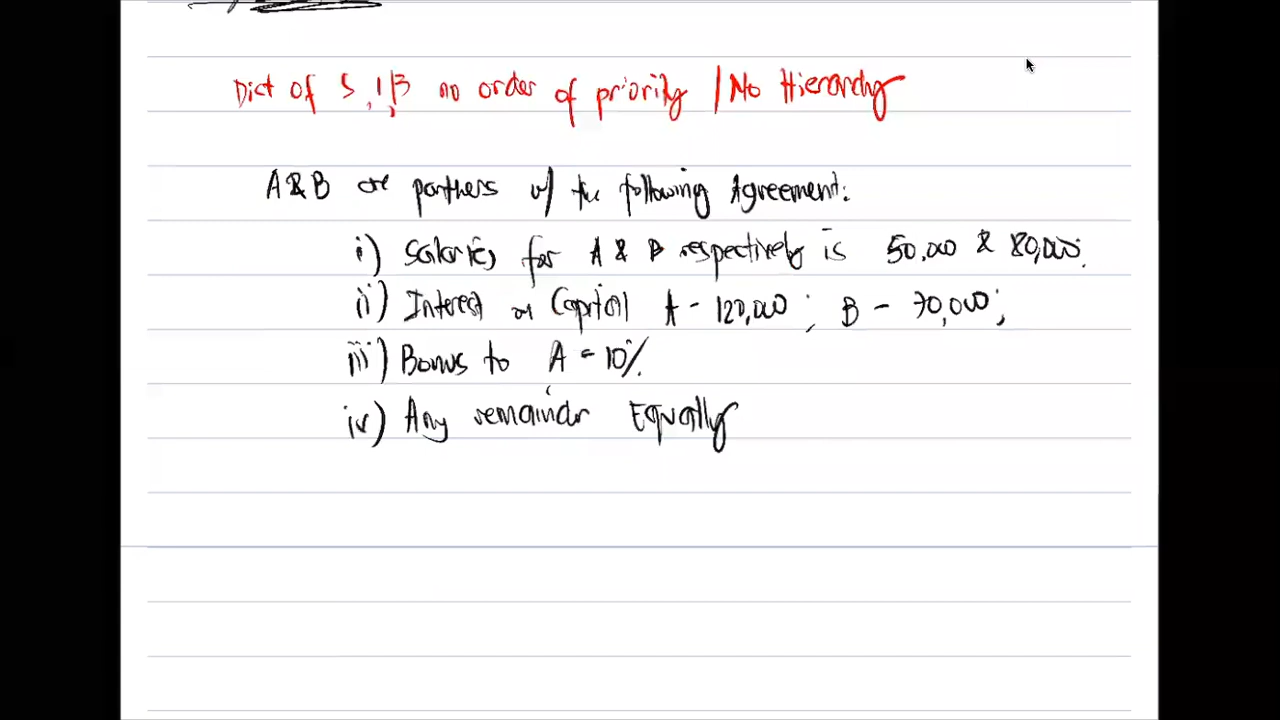 Dist of S, I, B no order of priority / No Hierarchy
A & B are partners w/ the following Agreement:
i) Salaries for A & B respectively is 50,000 & 80,000.
ii) Interest on Capital A - 120,000 ; B - 70,000 ;
iii) Bonus to A - 10%
iv) Any remainder Equally